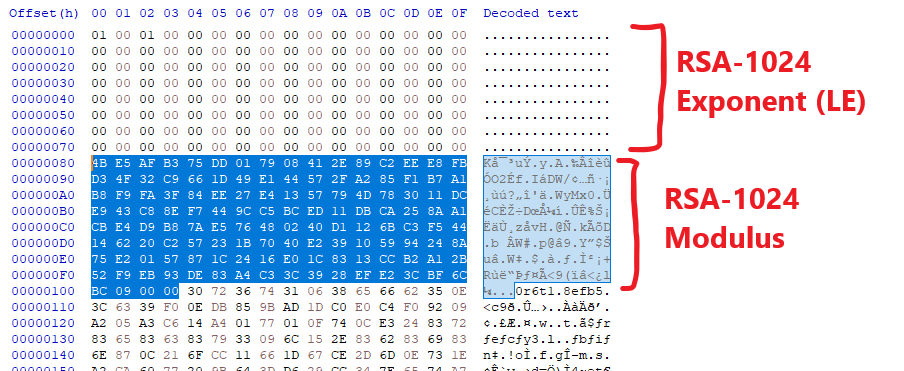 Offset(h) 00 01 02 03 04 05 06 07 08 09 0A 0B 0C 0D 0E 0F Decoded text
00000000 01 00 01 00 00 00 00 00 00 00 00 00 00 00 00 00 ................
00000010 00 00 00 00 00 00 00 00 00 00 00 00 00 00 00 00 ................
00000020 00 00 00 00 00 00 00 00 00 00 00 00 00 00 00 00 ................
00000030 00 00 00 00 00 00 00 00 00 00 00 00 00 00 00 00 ................
00000040 00 00 00 00 00 00 00 00 00 00 00 00 00 00 00 00 ................
00000050 00 00 00 00 00 00 00 00 00 00 00 00 00 00 00 00 ................
00000060 00 00 00 00 00 00 00 00 00 00 00 00 00 00 00 00 ................
00000070 00 00 00 00 00 00 00 00 00 00 00 00 00 00 00 00 ................
00000080 4B E5 AF B3 75 DD 01 79 08 41 2E 89 C2 EE E8 FB Kå¯³uÝ.y.A.‰Âîèû
00000090 D3 4F 32 C9 66 1D 49 E1 44 57 2F A2 85 F1 B7 A1 ÓO2Éf.IáDW/¢…ñ·¡
000000A0 B8 F9 FA 3F 84 EE 27 E4 13 57 79 4D 78 30 11 DC ¸ùú?„î'ä.WyMx0.Ü
000000B0 E9 43 C8 8E F7 44 9C C5 BC ED 11 DB CA 25 8A A1 éCÈŽ÷DœÅ¼í.ÛÊ%Š¡
000000C0 CB E4 D9 B8 7A E5 76 48 02 40 D1 12 6B C3 F5 44 ËäÙ¸zåvH.@Ñ.kÃõD
000000D0 14 62 20 C2 57 23 1B 70 40 E2 39 10 59 94 24 8A .b ÂW#.p@â9.Y”$Š
000000E0 75 E2 01 57 87 1C 24 16 E0 1C 83 13 CC B2 A1 2B uâ.W‡.$.à.ƒ.Ì²¡+
000000F0 52 F9 EB 93 DE 83 A4 C3 3C 39 28 EF E2 3C BF 6C Rùë“Þƒ¤Ã<9(ïâ<¿l
00000100 BC 09 00 00 30 72 36 74 31 06 38 65 66 62 35 0E ¼...0r6t1.8efb5.
00000110 3C 63 39 F0 0E DB 85 9B AD 1D C0 E0 C4 F0 92 09 <c9ð.Û…›.ÀàÄð’.
00000120 A2 05 A3 C6 14 A4 01 77 01 0F 74 0C E3 24 83 72 ¢.£Æ.¤.w..t.ã$ƒr
00000130 83 65 83 63 83 79 33 09 6C 15 2E 83 62 83 69 83 ƒeƒcƒy3.l..ƒbƒiƒ
00000140 6E 87 0C 21 6F CC 11 66 1D 67 CE 2D 6D 0E 73 1E n‡.!oÌ.f.gÎ-m.s.
RSA-1024
Exponent (LE)
RSA-1024
Modulus